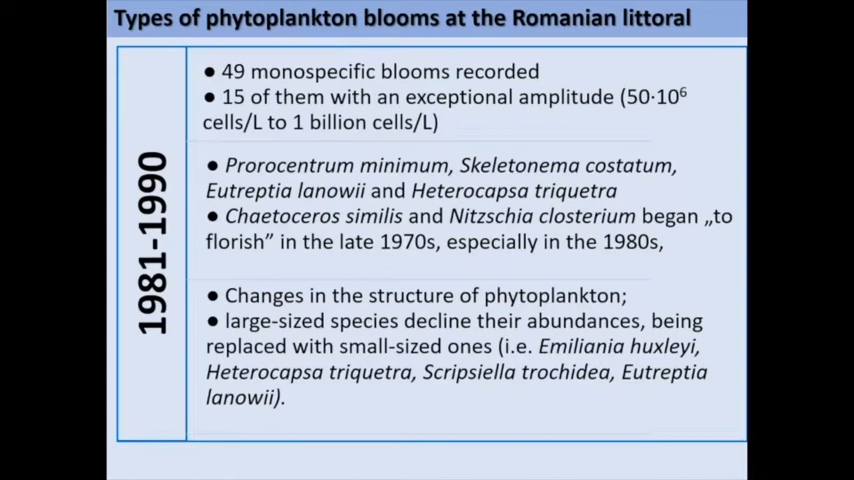 Types of phytoplankton blooms at the Romanian littoral
1981-1990
● 49 monospecific blooms recorded
● 15 of them with an exceptional amplitude (50·10⁶
cells/L to 1 billion cells/L)
● Prorocentrum minimum, Skeletonema costatum,
Eutreptia lanowii and Heterocapsa triquetra
● Chaetoceros similis and Nitzschia closterium began „to
florish” in the late 1970s, especially in the 1980s,
● Changes in the structure of phytoplankton;
● large-sized species decline their abundances, being
replaced with small-sized ones (i.e. Emiliania huxleyi,
Heterocapsa triquetra, Scripsiella trochidea, Eutreptia
lanowii).